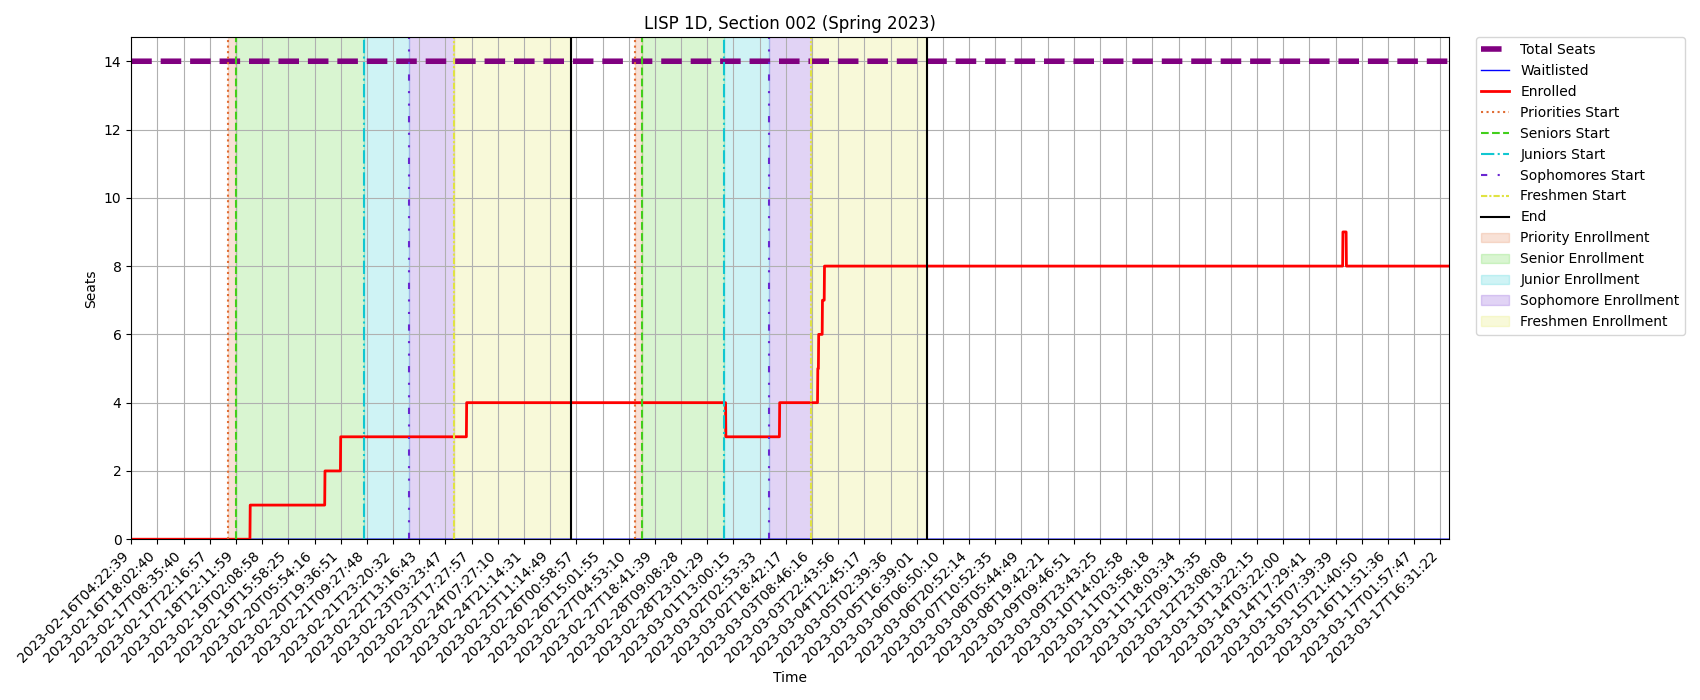 LISP 1D, Section 002 (Spring 2023)
14
12
10
8
6
4
2
0
Seats
Total Seats
Waitlisted
Enrolled
Priorities Start
Seniors Start
Juniors Start
Sophomores Start
Freshmen Start
End
Priority Enrollment
Senior Enrollment
Junior Enrollment
Sophomore Enrollment
Freshmen Enrollment
2023-02-16T04:22:39
2023-02-16T18:02:40
2023-02-17T08:35:40
2023-02-17T22:16:57
2023-02-18T12:11:59
2023-02-19T02:08:58
2023-02-19T15:58:25
2023-02-20T05:54:16
2023-02-20T19:36:51
2023-02-21T09:27:48
2023-02-21T23:20:32
2023-02-22T13:16:43
2023-02-23T03:23:47
2023-02-23T17:27:57
2023-02-24T07:27:10
2023-02-24T21:14:31
2023-02-25T11:14:49
2023-02-26T00:58:57
2023-02-26T15:01:55
2023-02-27T04:53:10
2023-02-27T18:41:39
2023-02-28T09:08:28
2023-02-28T23:01:29
2023-03-01T13:00:15
2023-03-02T02:53:33
2023-03-02T18:42:17
2023-03-03T08:46:16
2023-03-03T22:43:56
2023-03-04T12:45:17
2023-03-05T02:39:36
2023-03-05T16:39:01
2023-03-06T06:50:10
2023-03-06T20:52:14
2023-03-07T10:52:35
2023-03-08T05:44:49
2023-03-08T19:42:21
2023-03-09T09:46:51
2023-03-09T23:43:25
2023-03-10T14:02:58
2023-03-11T03:58:18
2023-03-11T18:03:34
2023-03-12T09:13:35
2023-03-12T23:08:08
2023-03-13T13:22:15
2023-03-14T03:22:00
2023-03-14T17:29:41
2023-03-15T07:39:39
2023-03-15T21:40:50
2023-03-16T11:51:36
2023-03-17T01:57:47
2023-03-17T16:31:22
Time